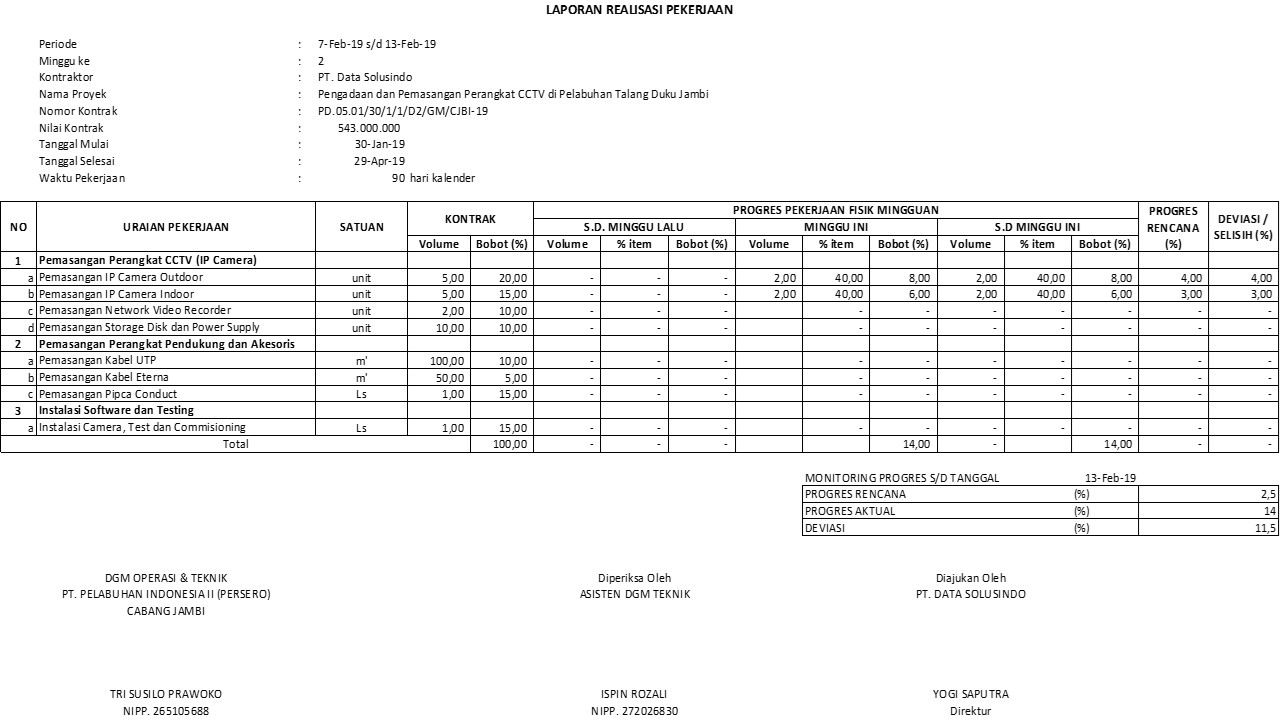 LAPORAN REALISASI PEKERJAAN
Periode : 7-Feb-19 s/d 13-Feb-19
Minggu ke : 2
Kontraktor : PT. Data Solusindo
Nama Proyek : Pengadaan dan Pemasangan Perangkat CCTV di Pelabuhan Talang Duku Jambi
Nomor Kontrak : PD.05.01/30/1/1/D2/GM/CJBI-19
Nilai Kontrak : 543.000.000
Tanggal Mulai : 30-Jan-19
Tanggal Selesai : 29-Apr-19
Waktu Pekerjaan : 90 hari kalender
NO URAIAN PEKERJAAN SATUAN KONTRAK PROGRES PEKERJAAN FISIK MINGGUAN PROGRES RENCANA (%) DEVIASI / SELISIH (%)
S.D. MINGGU LALU MINGGU INI S.D MINGGU INI
Volume Bobot (%) Volume % item Bobot (%) Volume % item Bobot (%) Volume % item Bobot (%)
1 Pemasangan Perangkat CCTV (IP Camera)
a Pemasangan IP Camera Outdoor unit 5,00 20,00 - - - 2,00 40,00 8,00 2,00 40,00 8,00 4,00 4,00
b Pemasangan IP Camera Indoor unit 5,00 15,00 - - - 2,00 40,00 6,00 2,00 40,00 6,00 3,00 3,00
c Pemasangan Network Video Recorder unit 2,00 10,00 - - - - - - - - - -
d Pemasangan Storage Disk dan Power Supply unit 10,00 10,00 - - - - - - - - - -
2 Pemasangan Perangkat Pendukung dan Akesoris
a Pemasangan Kabel UTP m' 100,00 10,00 - - - - - - - - - -
b Pemasangan Kabel Eterna m' 50,00 5,00 - - - - - - - - - -
c Pemasangan Pipca Conduct Ls 1,00 15,00 - - - - - - - - - -
3 Instalasi Software dan Testing
a Instalasi Camera, Test dan Commisioning Ls 1,00 15,00 - - - - - - - - - -
Total 100,00 - - - 14,00 - 14,00 - -
MONITORING PROGRES S/D TANGGAL 13-Feb-19
PROGRES RENCANA (%) 2,5
PROGRES AKTUAL (%) 14
DEVIASI (%) 11,5
DGM OPERASI & TEKNIK Diperiksa Oleh Diajukan Oleh
PT. PELABUHAN INDONESIA II (PERSERO) ASISTEN DGM TEKNIK PT. DATA SOLUSINDO
CABANG JAMBI
TRI SUSILO PRAWOKO ISPIN ROZALI YOGI SAPUTRA
NIPP. 265105688 NIPP. 272026830 Direktur